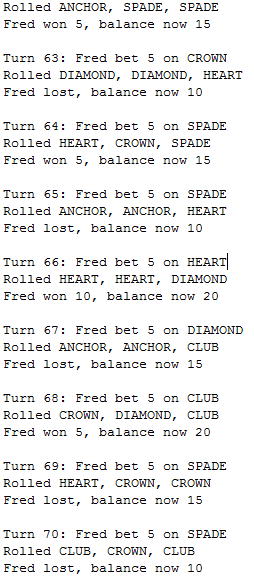 Rolled ANCHOR, SPADE, SPADE
Fred won 5, balance now 15
Turn 63: Fred bet 5 on CROWN
Rolled DIAMOND, DIAMOND, HEART
Fred lost, balance now 10
Turn 64: Fred bet 5 on SPADE
Rolled HEART, CROWN, SPADE
Fred won 5, balance now 15
Turn 65: Fred bet 5 on SPADE
Rolled ANCHOR, ANCHOR, HEART
Fred lost, balance now 10
Turn 66: Fred bet 5 on HEART
Rolled HEART, HEART, DIAMOND
Fred won 10, balance now 20
Turn 67: Fred bet 5 on DIAMOND
Rolled ANCHOR, ANCHOR, CLUB
Fred lost, balance now 15
Turn 68: Fred bet 5 on CLUB
Rolled CROWN, DIAMOND, CLUB
Fred won 5, balance now 20
Turn 69: Fred bet 5 on SPADE
Rolled HEART, CROWN, CROWN
Fred lost, balance now 15
Turn 70: Fred bet 5 on SPADE
Rolled CLUB, CROWN, CLUB
Fred lost, balance now 10